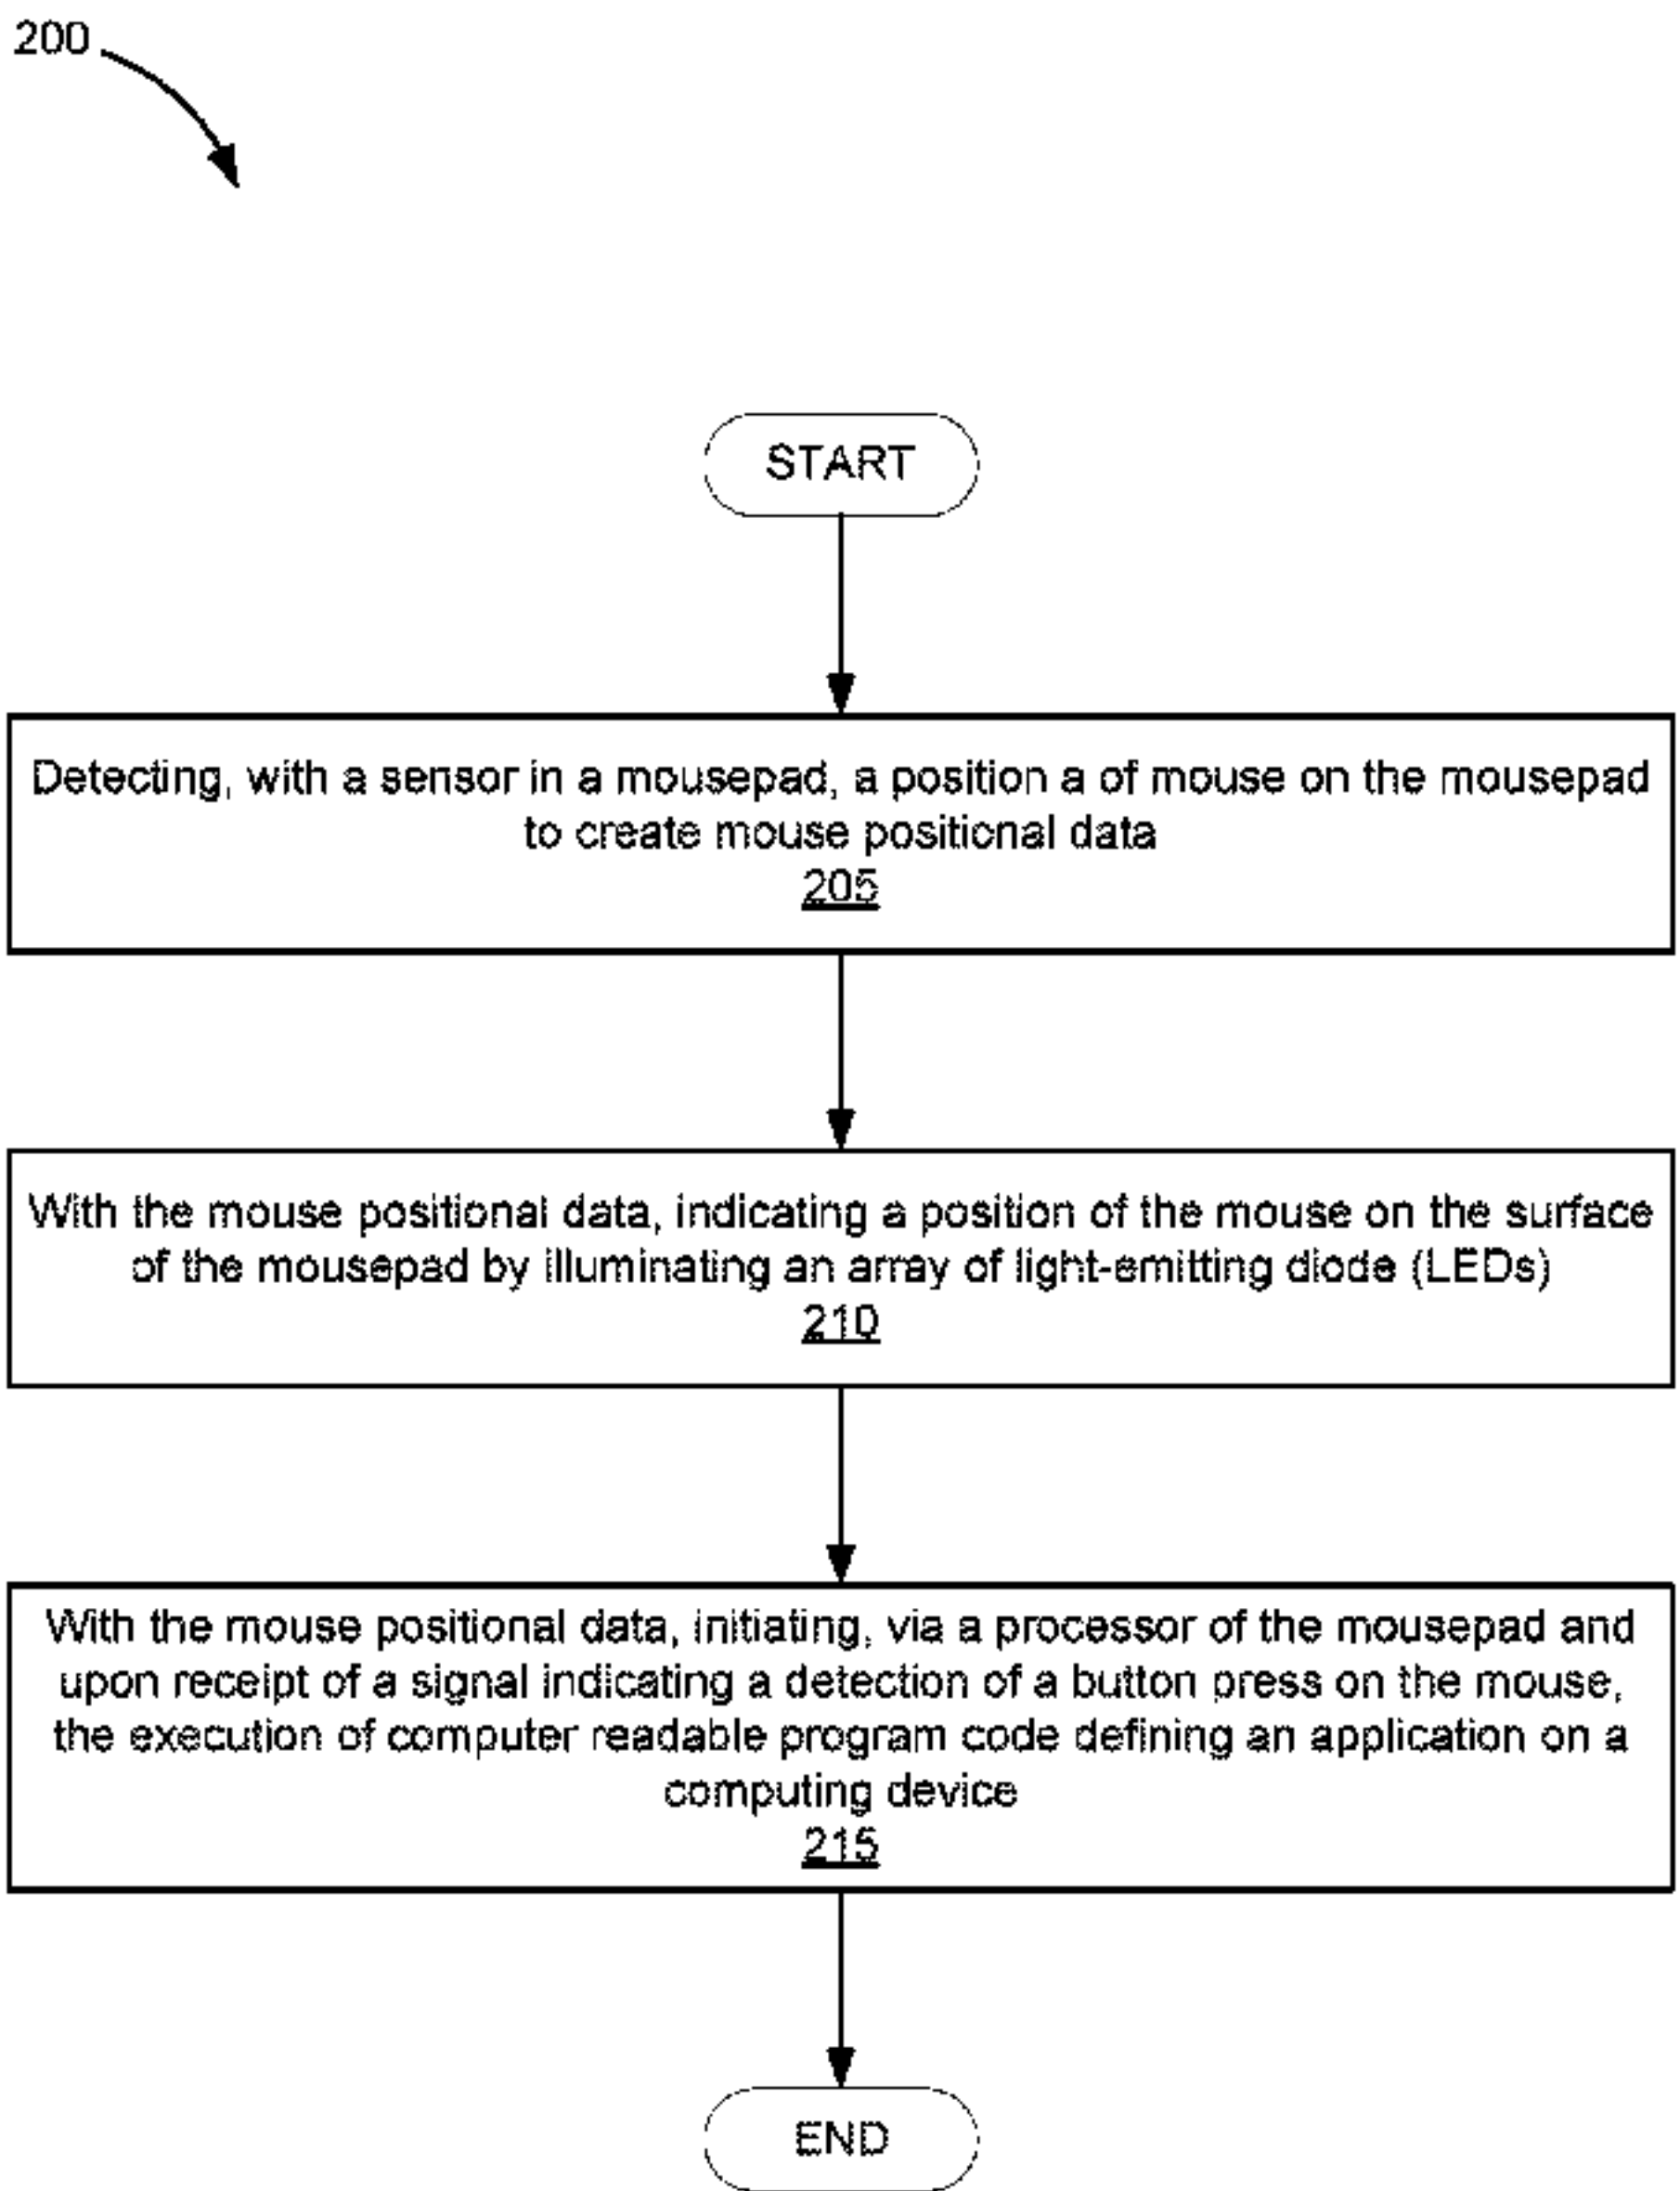 200
START
Detecting, with a sensor in a mousepad, a position a of mouse on the mousepad
to create mouse positional data
205
With the mouse positional data, indicating a position of the mouse on the surface
of the mousepad by illuminating an array of light-emitting diode (LEDs)
210
With the mouse positional data, initiating, via a processor of the mousepad and
upon receipt of a signal indicating a detection of a button press on the mouse,
the execution of computer readable program code defining an application on a
computing device
215
END